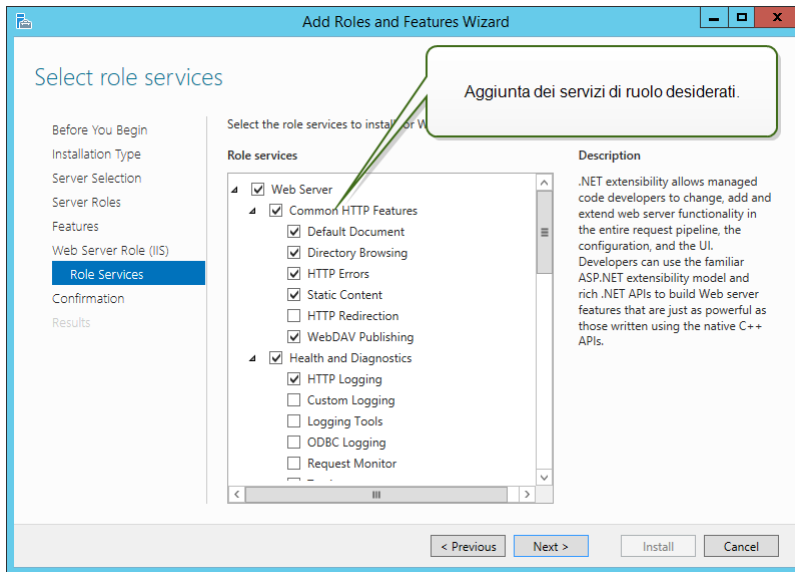 Add Roles and Features Wizard
Select role services
Aggiunta dei servizi di ruolo desiderati.
Before You Begin
Installation Type
Server Selection
Server Roles
Features
Web Server Role (IIS)
Role Services
Confirmation
Results
Select the role services to install for W
Role services
Web Server
Common HTTP Features
Default Document
Directory Browsing
HTTP Errors
Static Content
HTTP Redirection
WebDAV Publishing
Health and Diagnostics
HTTP Logging
Custom Logging
Logging Tools
ODBC Logging
Request Monitor
Description
.NET extensibility allows managed
code developers to change, add and
extend web server functionality in
the entire request pipeline, the
configuration, and the UI.
Developers can use the familiar
ASP.NET extensibility model and
rich .NET APIs to build Web server
features that are just as powerful as
those written using the native C++
APIs.
< Previous
Next >
Install
Cancel